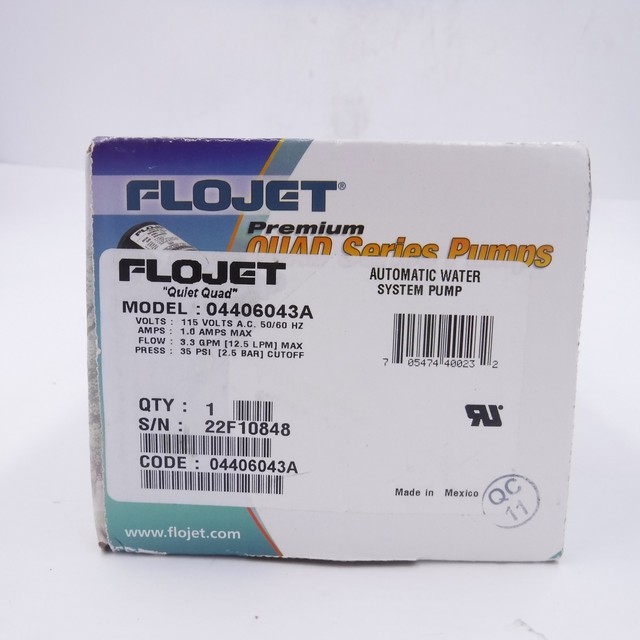 FLOJET®
Premium
QUAD Series Pumps
FLOJET
"Quiet Quad"
MODEL : 04406043A
VOLTS : 115 VOLTS A.C. 50/60 HZ
AMPS : 1.0 AMPS MAX
FLOW : 3.3 GPM [12.5 LPM] MAX
PRESS : 35 PSI [2.5 BAR] CUTOFF
AUTOMATIC WATER
SYSTEM PUMP
7 05474 40023 2
QTY : 1
S/N : 22F10848
CODE : 04406043A
Made in Mexico
QC
11
www.flojet.com